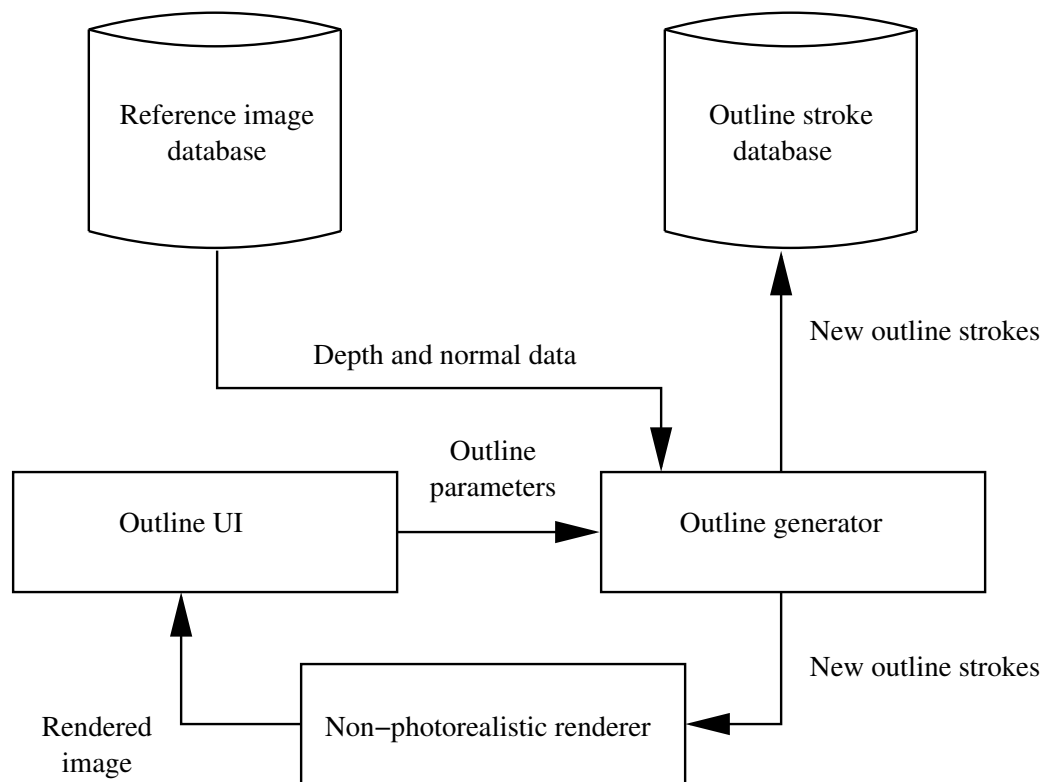 Reference image
database
Outline stroke
database
New outline strokes
Depth and normal data
Outline
parameters
Outline UI
Outline generator
New outline strokes
Rendered
image
Non−photorealistic renderer